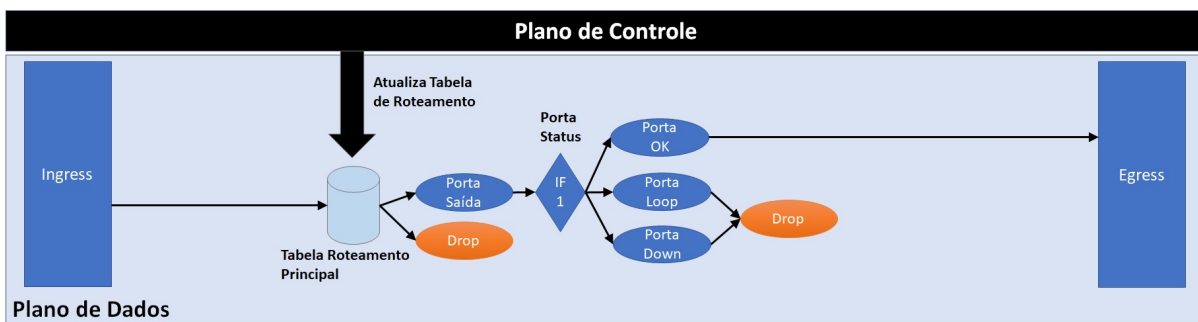 Plano de Controle
Atualiza Tabela
de Roteamento
Porta
Status
Porta
OK
Ingress
Porta
Saída
IF
1
Porta
Loop
Egress
Drop
Drop
Porta
Down
Tabela Roteamento
Principal
Plano de Dados